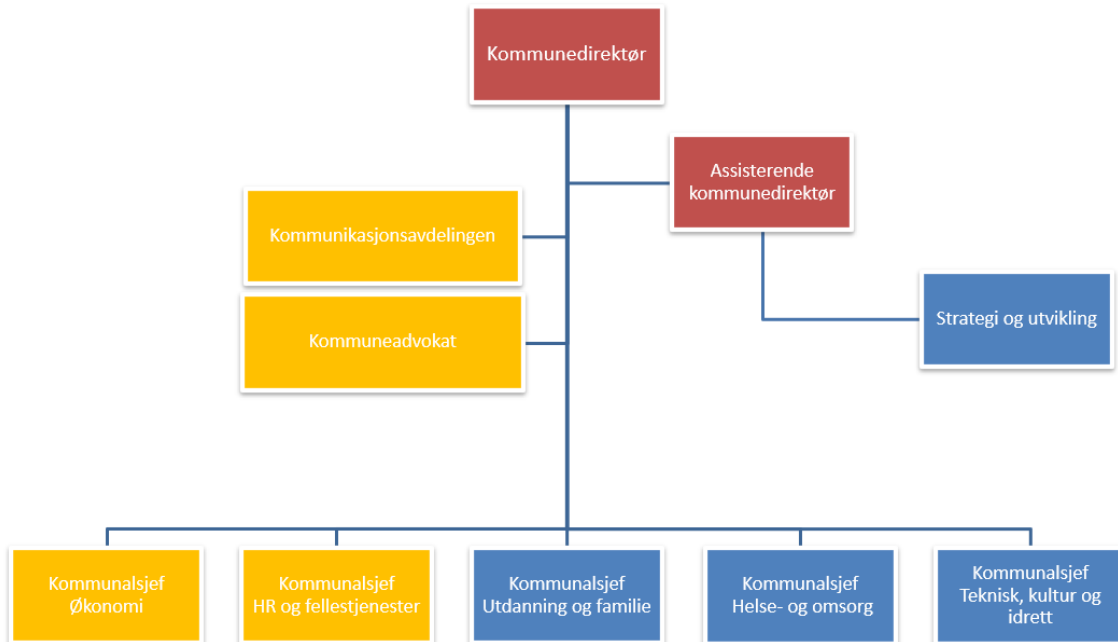 Kommunedirektør
Assisterende
kommunedirektør
Kommunikasjonsavdelingen
Strategi og utvikling
Kommuneadvokat
Kommunalsjef
Økonomi
Kommunalsjef
HR og fellestjenester
Kommunalsjef
Utdanning og familie
Kommunalsjef
Helse- og omsorg
Kommunalsjef
Teknisk, kultur og
idrett